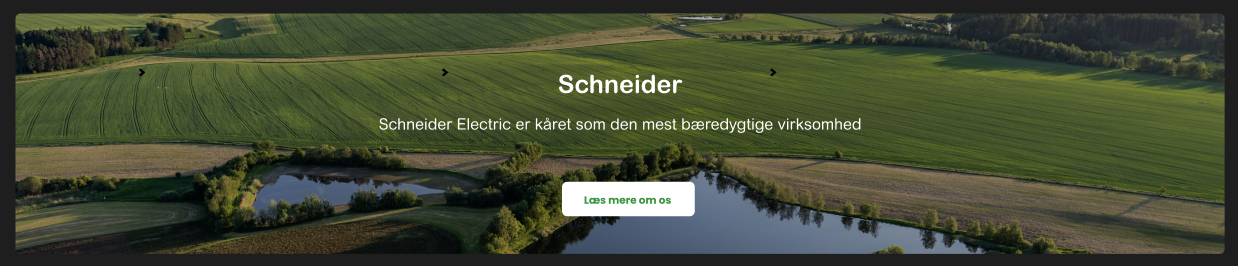 Schneider
Schneider Electric er kåret som den mest bæredygtige virksomhed
Læs mere om os